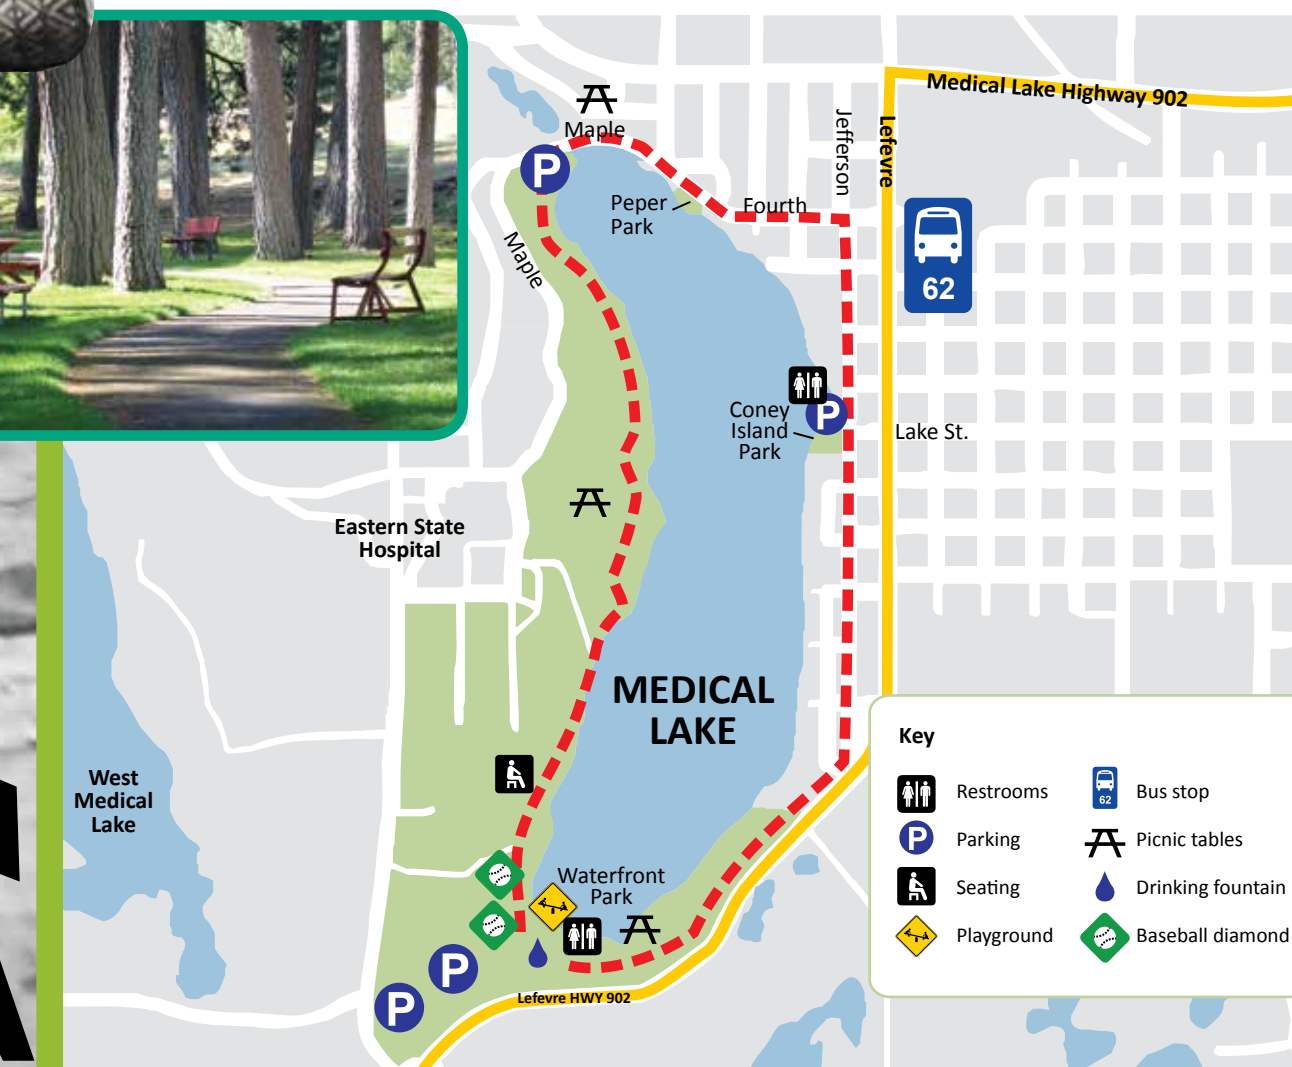 Medical Lake Highway 902
Maple
P
Jefferson
Lefevre
Peper
Park
Fourth
Maple
62
P
Coney
Island
Park
Lake St.
Eastern State
Hospital
MEDICAL
LAKE
West
Medical
Lake
Waterfront
Park
P
P
Lefevre HWY 902
Key
Restrooms
62
Bus stop
P
Parking
Picnic tables
Seating
Drinking fountain
Playground
Baseball diamond